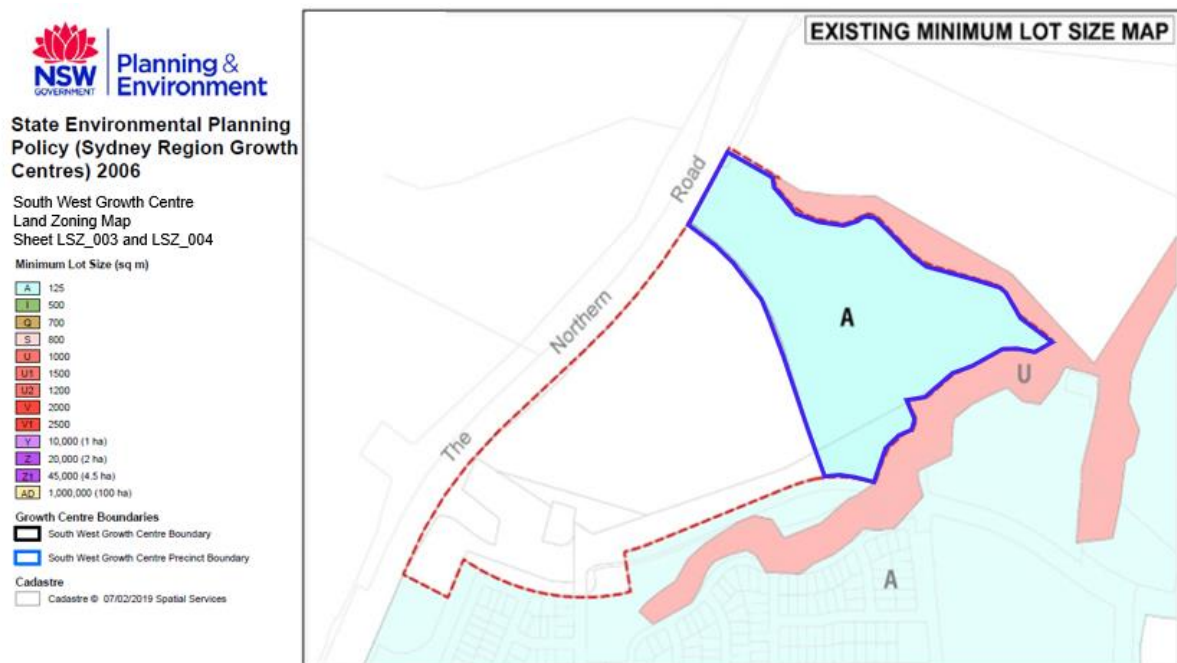 NSW
GOVERNMENT
Planning &
Environment
State Environmental Planning
Policy (Sydney Region Growth
Centres) 2006
South West Growth Centre
Land Zoning Map
Sheet LSZ_003 and LSZ_004
Minimum Lot Size (sq m)
A 125
I 500
Q 700
S 800
U 1000
U1 1500
U2 1200
V 2000
V1 2500
Y 10,000 (1 ha)
Z 20,000 (2 ha)
Z1 45,000 (4.5 ha)
AD 1,000,000 (100 ha)
Growth Centre Boundaries
South West Growth Centre Boundary
South West Growth Centre Precinct Boundary
Cadastre
Cadastre © 07/02/2019 Spatial Services
EXISTING MINIMUM LOT SIZE MAP
The Northern Road
A
U
A